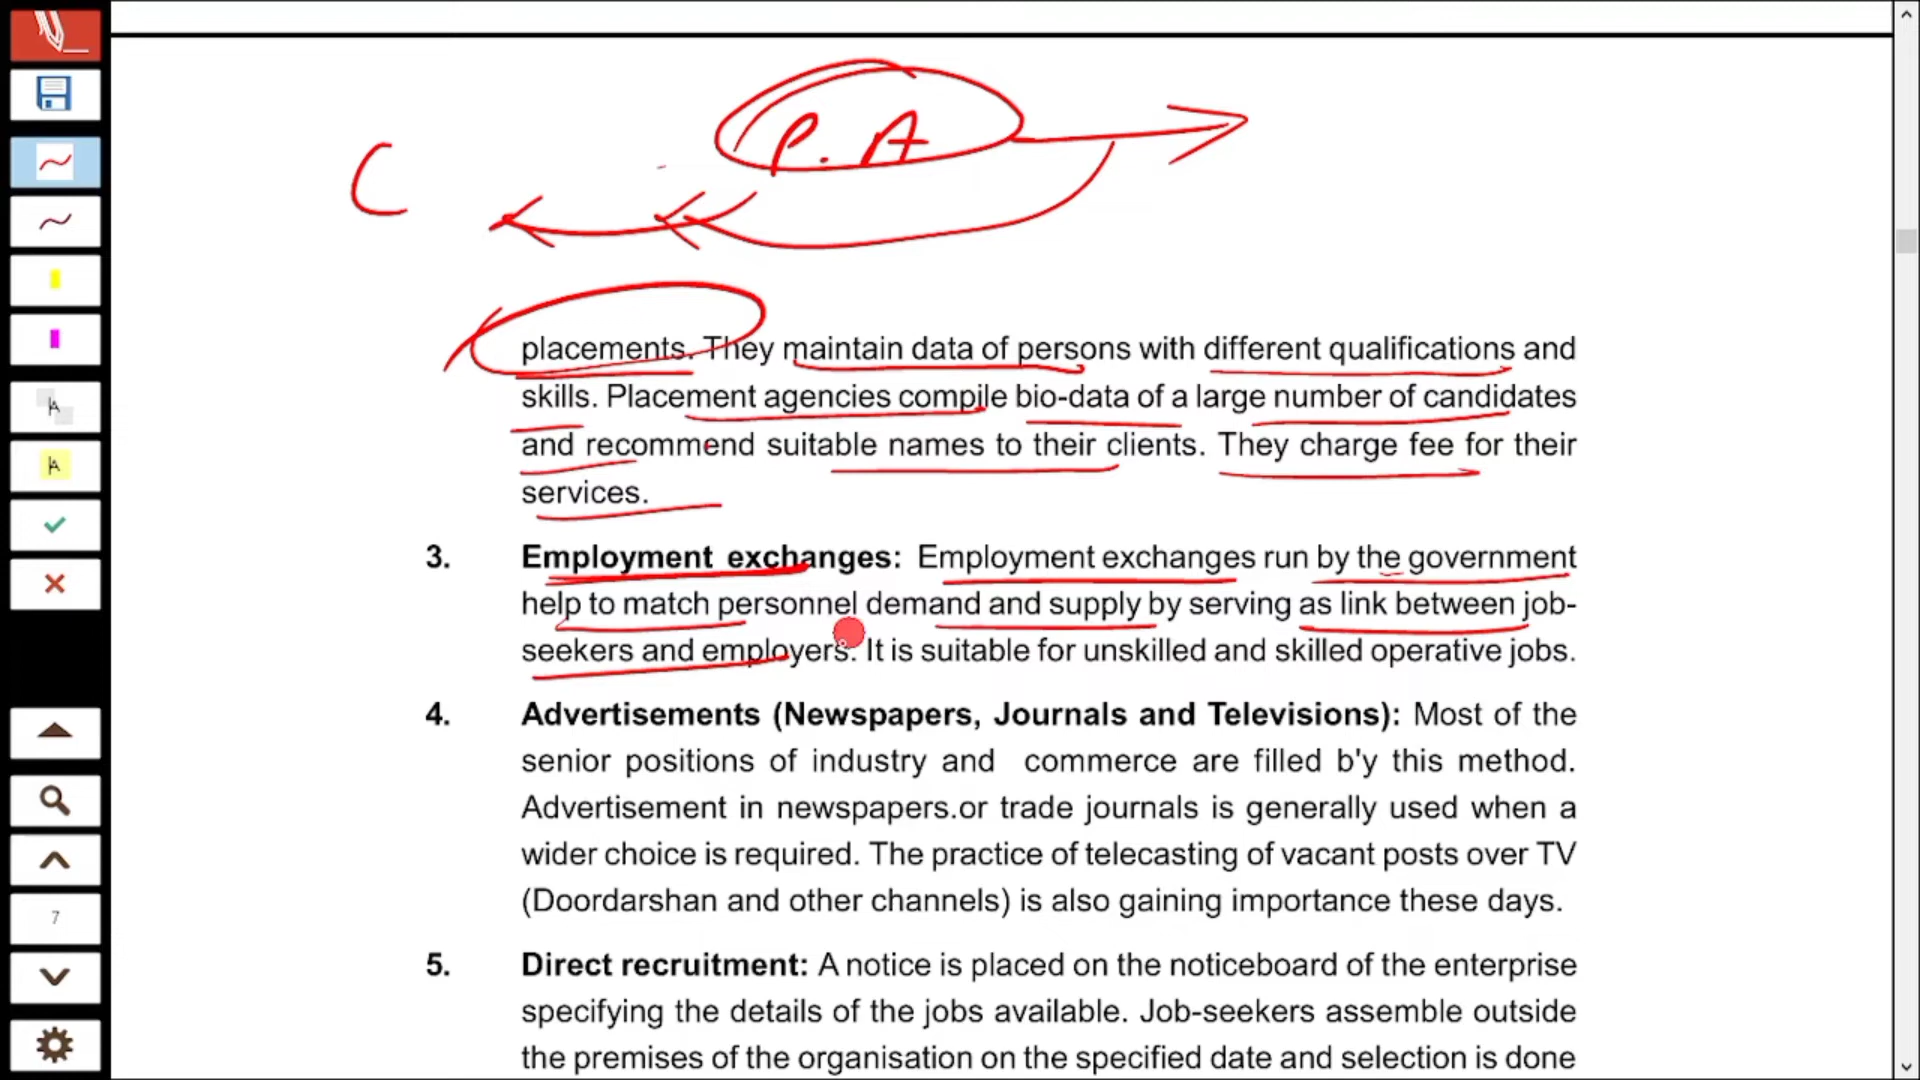 C
P. A
placements. They maintain data of persons with different qualifications and
skills. Placement agencies compile bio-data of a large number of candidates
and recommend suitable names to their clients. They charge fee for their
services.
3. Employment exchanges: Employment exchanges run by the government
help to match personnel demand and supply by serving as link between job-
seekers and employers. It is suitable for unskilled and skilled operative jobs.
4. Advertisements (Newspapers, Journals and Televisions): Most of the
senior positions of industry and commerce are filled b'y this method.
Advertisement in newspapers.or trade journals is generally used when a
wider choice is required. The practice of telecasting of vacant posts over TV
(Doordarshan and other channels) is also gaining importance these days.
5. Direct recruitment: A notice is placed on the noticeboard of the enterprise
specifying the details of the jobs available. Job-seekers assemble outside
the premises of the organisation on the specified date and selection is done
A
A
7